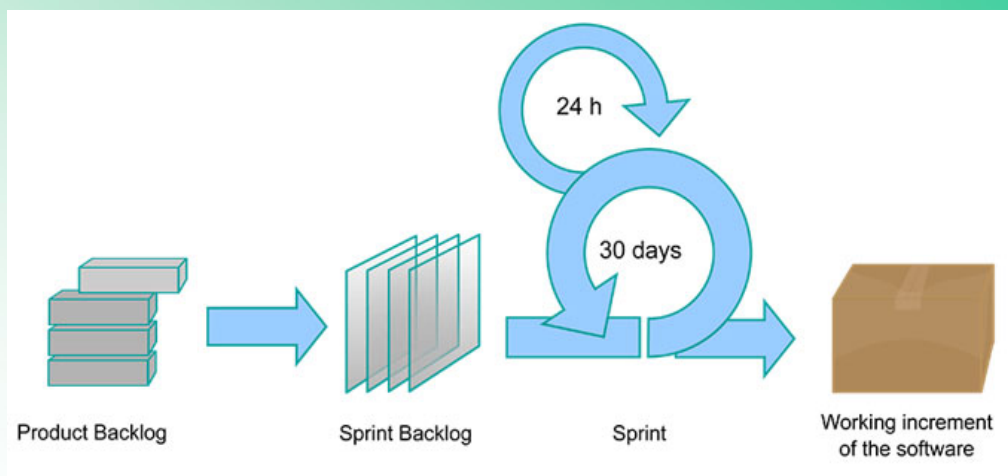 24 h
30 days
Product Backlog
Sprint Backlog
Sprint
Working increment
of the software